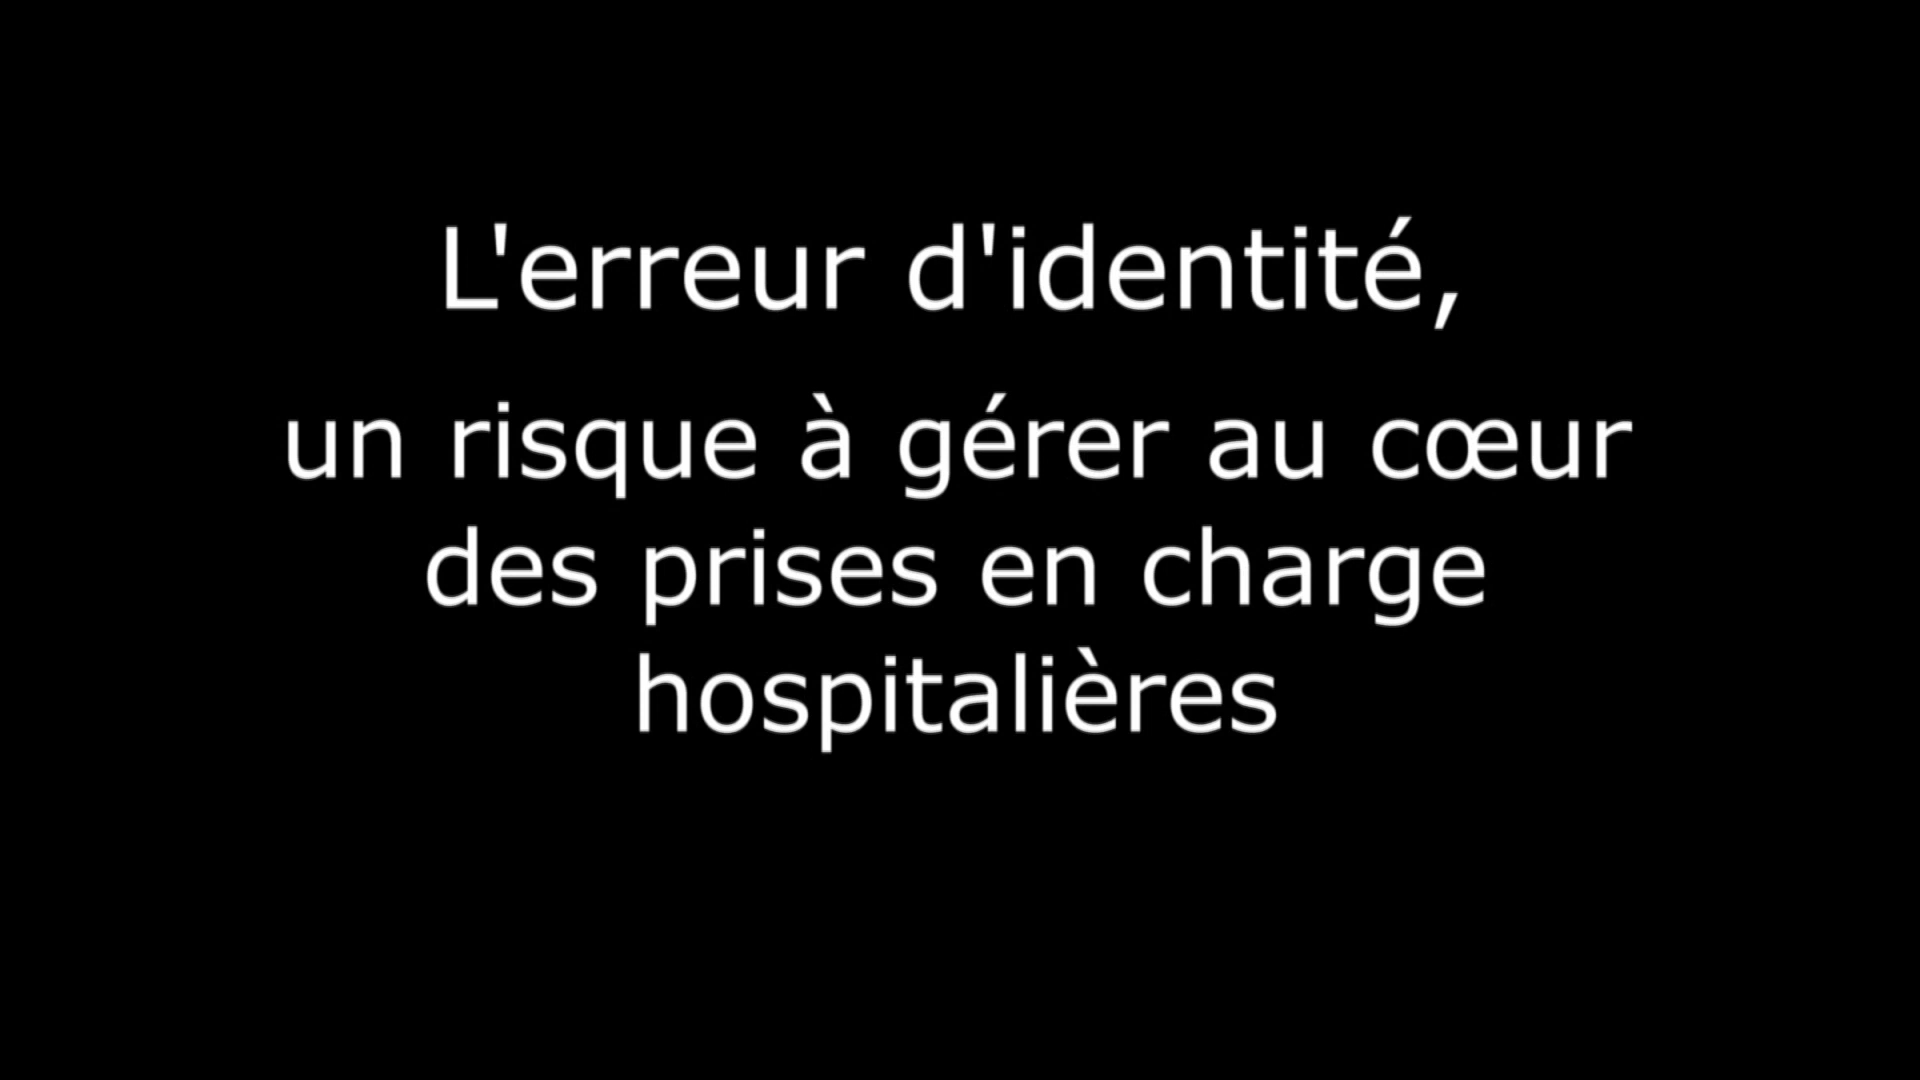 L'erreur d'identité,
un risque à gérer au cœur
des prises en charge
hospitalières